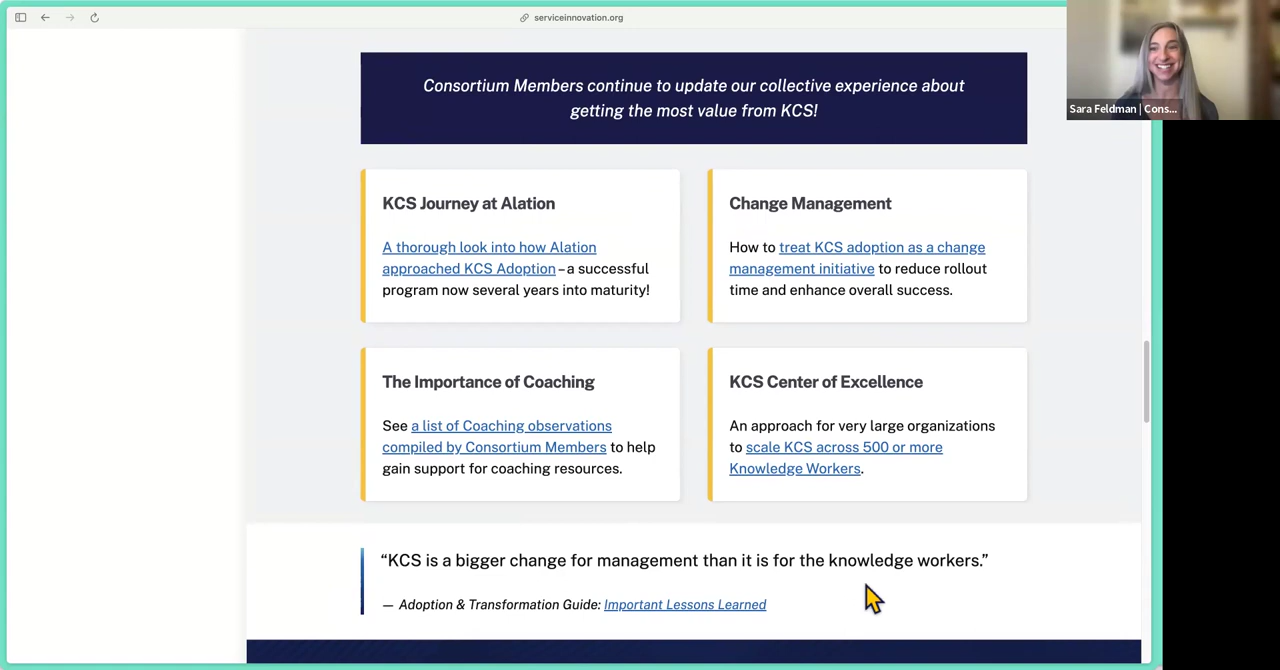 serviceinnovation.org
Sara Feldman | Cons...
Consortium Members continue to update our collective experience about
getting the most value from KCS!
KCS Journey at Alation
A thorough look into how Alation
approached KCS Adoption – a successful
program now several years into maturity!
Change Management
How to treat KCS adoption as a change
management initiative to reduce rollout
time and enhance overall success.
The Importance of Coaching
See a list of Coaching observations
compiled by Consortium Members to help
gain support for coaching resources.
KCS Center of Excellence
An approach for very large organizations
to scale KCS across 500 or more
Knowledge Workers.
“KCS is a bigger change for management than it is for the knowledge workers.”
— Adoption & Transformation Guide: Important Lessons Learned